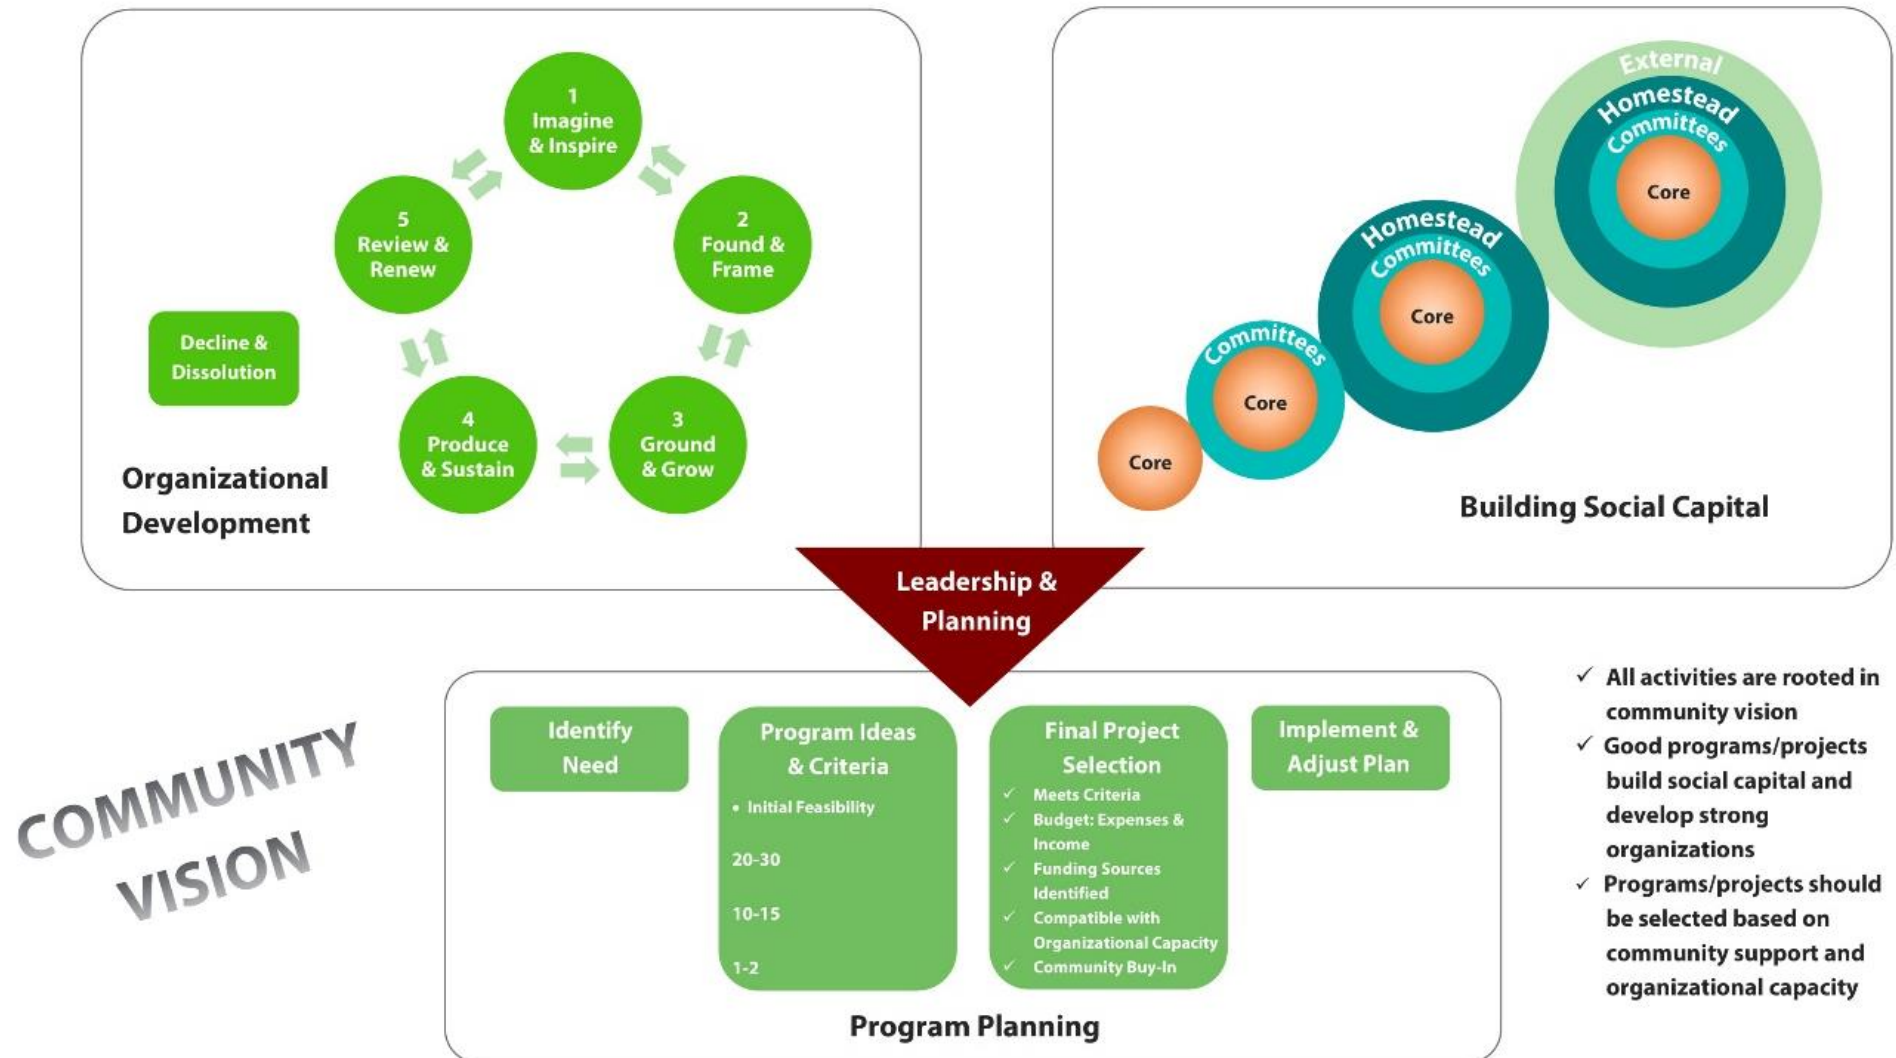 1
Imagine
& Inspire
5
Review &
Renew
2
Found &
Frame
Decline &
Dissolution
4
Produce
& Sustain
3
Ground
& Grow
Organizational
Development
External
Homestead
Committees
Core
Homestead
Committees
Core
Committees
Core
Core
Building Social Capital
Leadership &
Planning
COMMUNITY
VISION
Identify
Need
Program Ideas
& Criteria
• Initial Feasibility
20-30
10-15
1-2
Final Project
Selection
✓ Meets Criteria
✓ Budget: Expenses &
Income
✓ Funding Sources
Identified
✓ Compatible with
Organizational Capacity
✓ Community Buy-In
Implement &
Adjust Plan
Program Planning
✓ All activities are rooted in
community vision
✓ Good programs/projects
build social capital and
develop strong
organizations
✓ Programs/projects should
be selected based on
community support and
organizational capacity